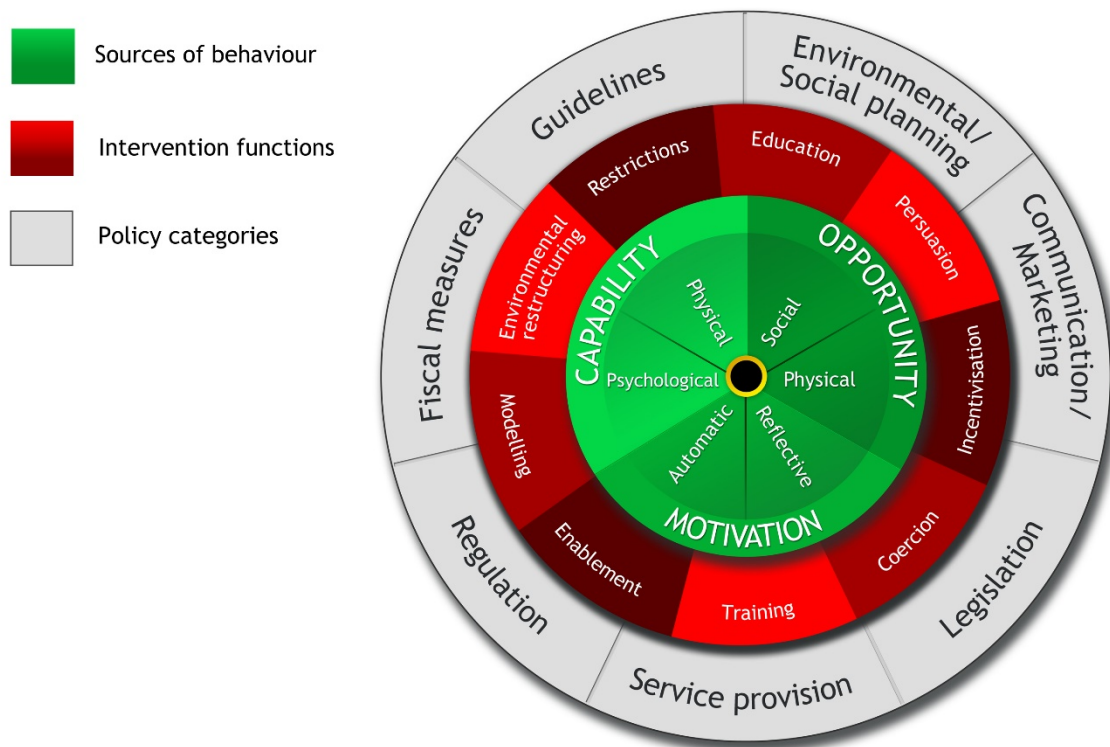 Sources of behaviour
Intervention functions
Policy categories
Guidelines
Environmental/
Social planning
Communication/
Marketing
Legislation
Service provision
Regulation
Fiscal measures
Restrictions
Education
Persuasion
Incentivisation
Coercion
Training
Enablement
Modelling
Environmental
restructuring
CAPABILITY
OPPORTUNITY
MOTIVATION
Physical
Social
Physical
Reflective
Automatic
Psychological